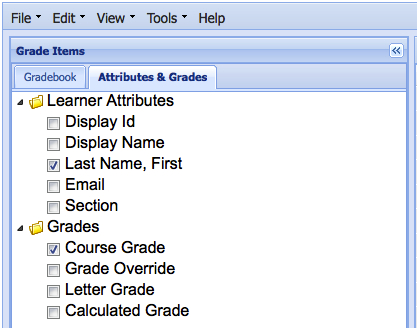 File Edit View Tools Help
Grade Items
Gradebook Attributes & Grades
Learner Attributes
Display Id
Display Name
Last Name, First
Email
Section
Grades
Course Grade
Grade Override
Letter Grade
Calculated Grade